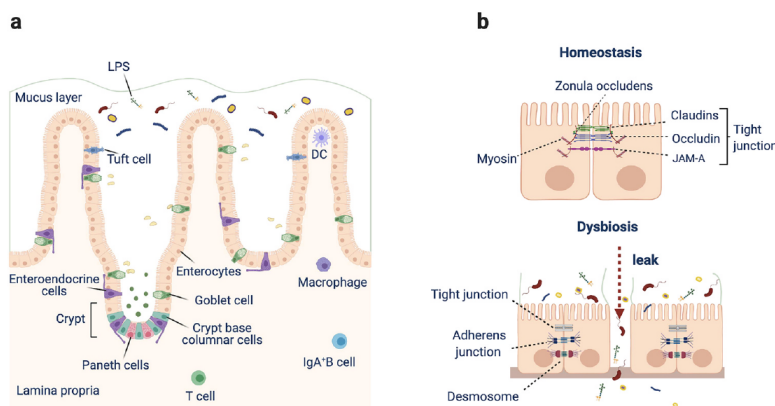 a
LPS
Mucus layer
Tuft cell
DC
Enteroendocrine
cells
Enterocytes
Macrophage
Goblet cell
Crypt
Crypt base
columnar cells
Paneth cells
IgA+B cell
T cell
Lamina propria
b
Homeostasis
Zonula occludens
Claudins
Occludin
JAM-A
Tight
junction
Myosin
Dysbiosis
leak
Tight junction
Adherens
junction
Desmosome